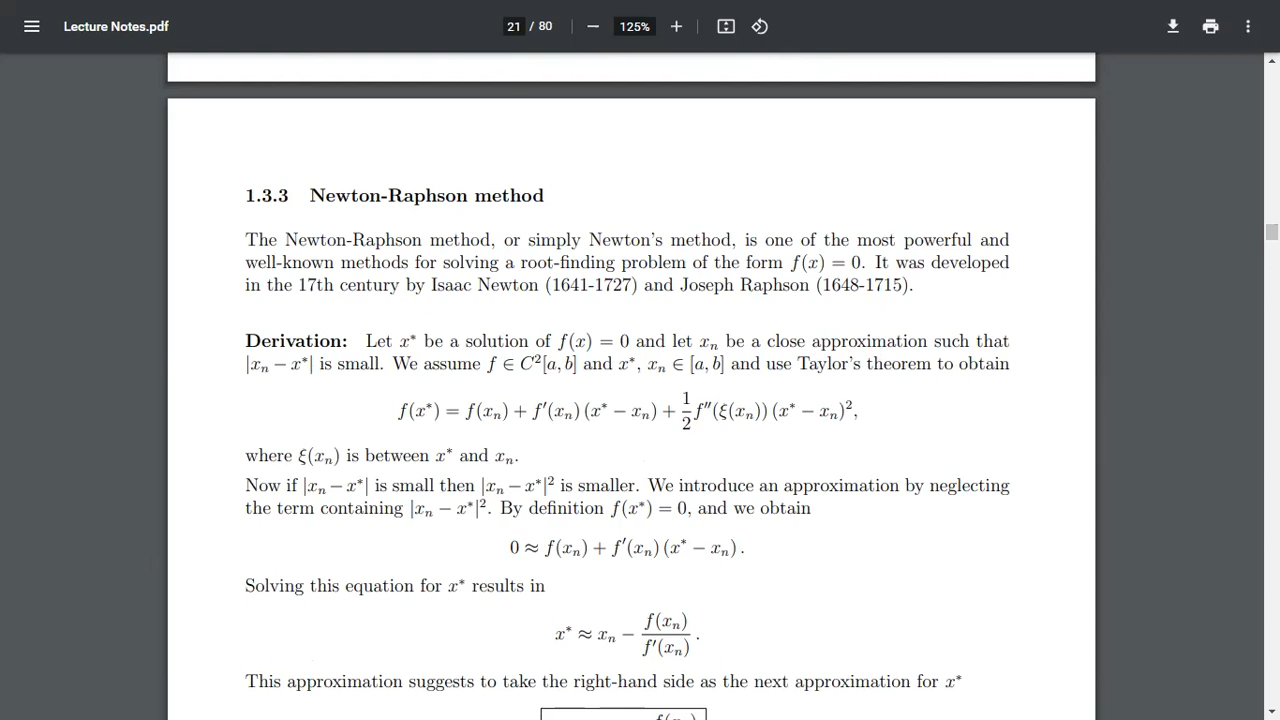 Lecture Notes.pdf
21 / 80
125%
1.3.3 Newton-Raphson method
The Newton-Raphson method, or simply Newton's method, is one of the most powerful and
well-known methods for solving a root-finding problem of the form f(x) = 0. It was developed
in the 17th century by Isaac Newton (1641-1727) and Joseph Raphson (1648-1715).
Derivation: Let x* be a solution of f(x) = 0 and let xₙ be a close approximation such that
|xₙ − x*| is small. We assume f ∈ C²[a, b] and x*, xₙ ∈ [a, b] and use Taylor's theorem to obtain
f(x*) = f(xₙ) + f′(xₙ) (x* − xₙ) + 1/2 f″(ξ(xₙ)) (x* − xₙ)²,
where ξ(xₙ) is between x* and xₙ.
Now if |xₙ − x*| is small then |xₙ − x*|² is smaller. We introduce an approximation by neglecting
the term containing |xₙ − x*|². By definition f(x*) = 0, and we obtain
0 ≈ f(xₙ) + f′(xₙ) (x* − xₙ) .
Solving this equation for x* results in
x* ≈ xₙ − f(xₙ)/f′(xₙ) .
This approximation suggests to take the right-hand side as the next approximation for x*